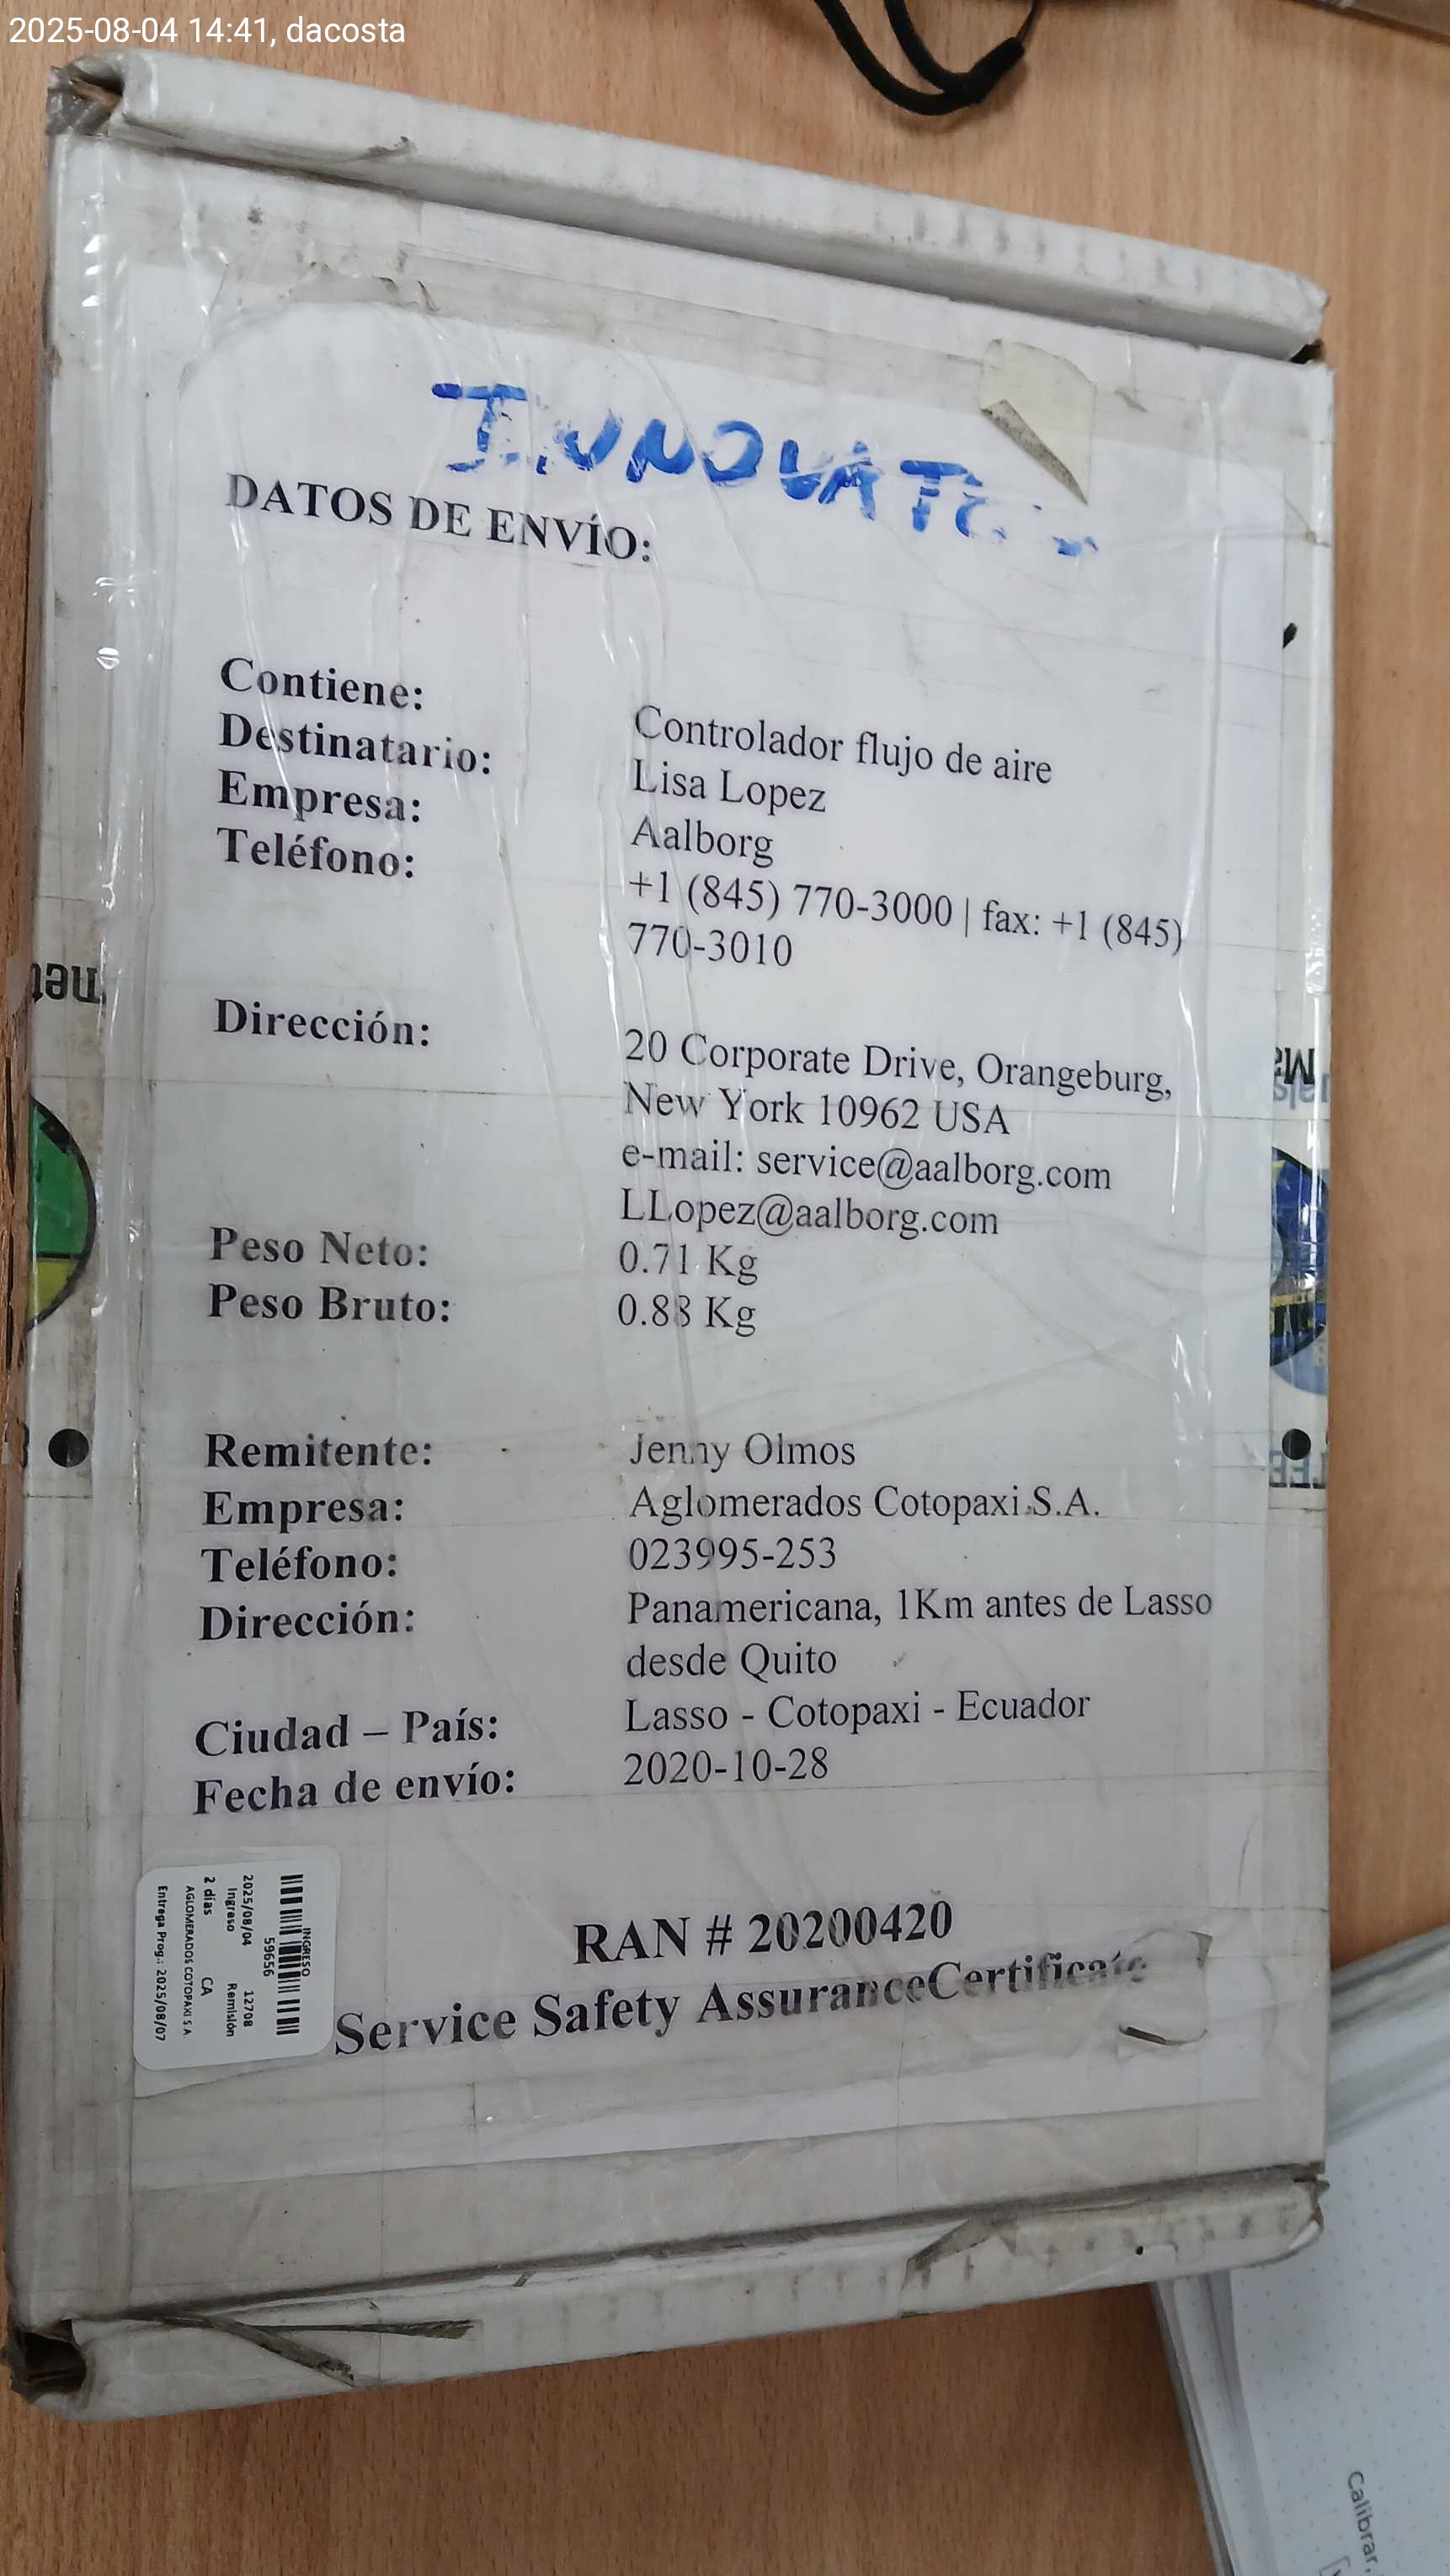 2025-08-04 14:41, dacosta
DATOS DE ENVÍO:
Contiene: Controlador flujo de aire
Destinatario: Lisa Lopez
Empresa: Aalborg
Teléfono: +1 (845) 770-3000 | fax: +1 (845)
770-3010
Dirección: 20 Corporate Drive, Orangeburg,
New York 10962 USA
e-mail: service@aalborg.com
LLopez@aalborg.com
Peso Neto: 0.71 Kg
Peso Bruto: 0.88 Kg
Remitente: Jenny Olmos
Empresa: Aglomerados Cotopaxi S.A.
Teléfono: 023995-253
Dirección: Panamericana, 1Km antes de Lasso
desde Quito
Ciudad – País: Lasso - Cotopaxi - Ecuador
Fecha de envío: 2020-10-28
RAN # 20200420
Service Safety AssuranceCertificate
INGRESO
59656
2025/08/04 12708
Ingreso Remisión
2 días CA
AGLOMERADOS COTOPAXI S.A.
Entrega Prog.: 2025/08/07
Calibrar